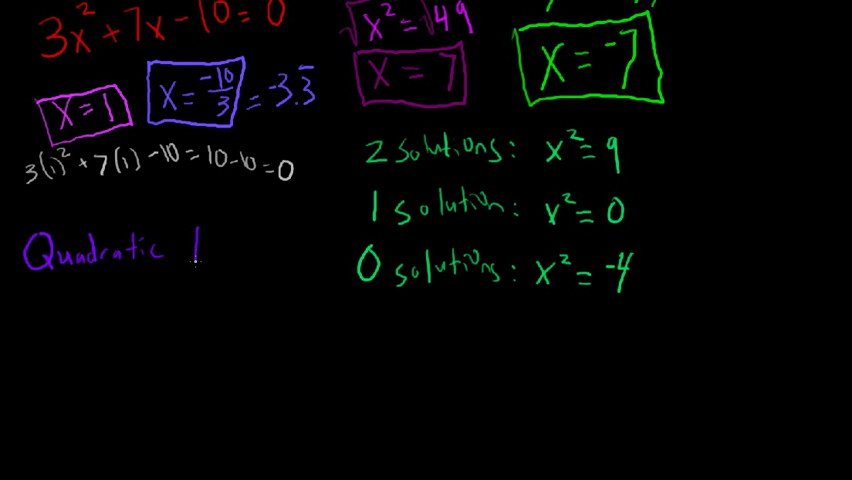 3x²+7x-10=0
√x²=√49
x=7
x=-7
x=1
x=-10/3=-3.3̅
3(1)²+7(1)-10=10-10=0
2 solutions: x²=9
1 solution: x²=0
0 solutions: x²=-4
Quadratic